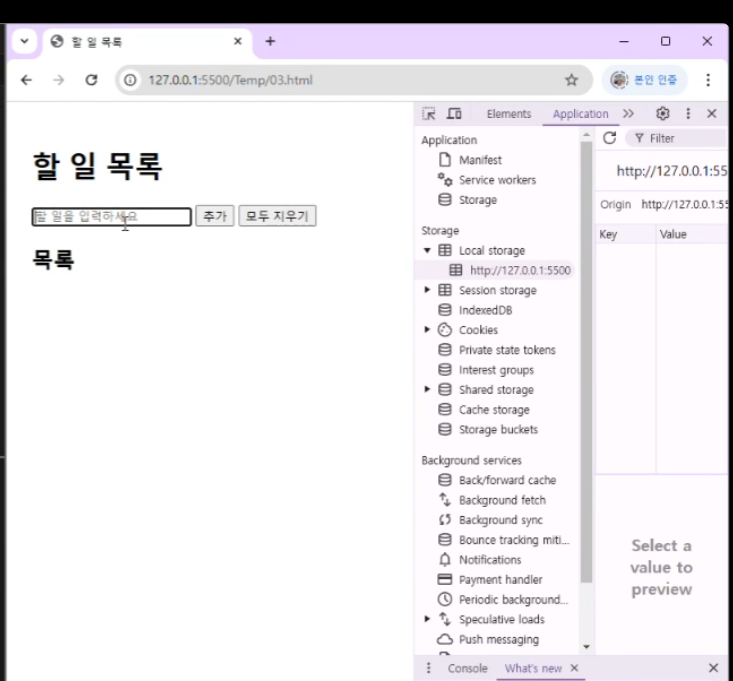 할 일 목록
127.0.0.1:5500/Temp/03.html
본인 인증
할 일 목록
할 일을 입력하세요 추가 모두 지우기
목록
Elements Application
Application
Manifest
Service workers
Storage
Storage
Local storage
http://127.0.0.1:5500
Session storage
IndexedDB
Cookies
Private state tokens
Interest groups
Shared storage
Cache storage
Storage buckets
Background services
Back/forward cache
Background fetch
Background sync
Bounce tracking miti...
Notifications
Payment handler
Periodic background...
Speculative loads
Push messaging
Filter
http://127.0.0.1:55
Origin http://127.0.0.1:55
Key Value
Select a
value to
preview
Console What's new